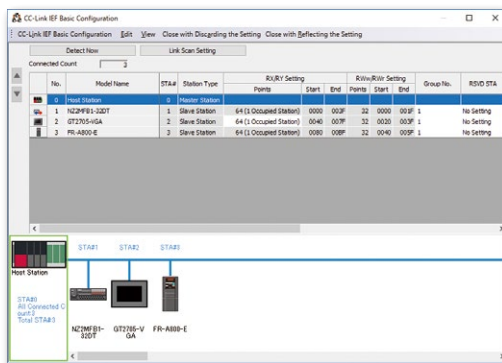 CC-Link IEF Basic Configuration
CC-Link IEF Basic Configuration Edit View Close with Discarding the Setting Close with Reflecting the Setting
Detect Now Link Scan Setting
Connected Count 3
No. Model Name STA# Station Type RX/RY Setting RWw/RWr Setting Group No. RSVD STA
Points Start End Points Start End
0 Host Station 0 Master Station
1 NZ2MFB1-32DT 1 Slave Station 64 (1 Occupied Station) 0000 003F 32 0000 001F 1 No Setting
2 GT2705-VGA 2 Slave Station 64 (1 Occupied Station) 0040 007F 32 0020 003F 1 No Setting
3 FR-A800-E 3 Slave Station 64 (1 Occupied Station) 0080 00BF 32 0040 005F 1 No Setting
STA#1 STA#2 STA#3
Host Station
STA#0
All Connected C
ount:3
Total STA#:3
NZ2MFB1-
32DT
GT2705-V
GA
FR-A800-E